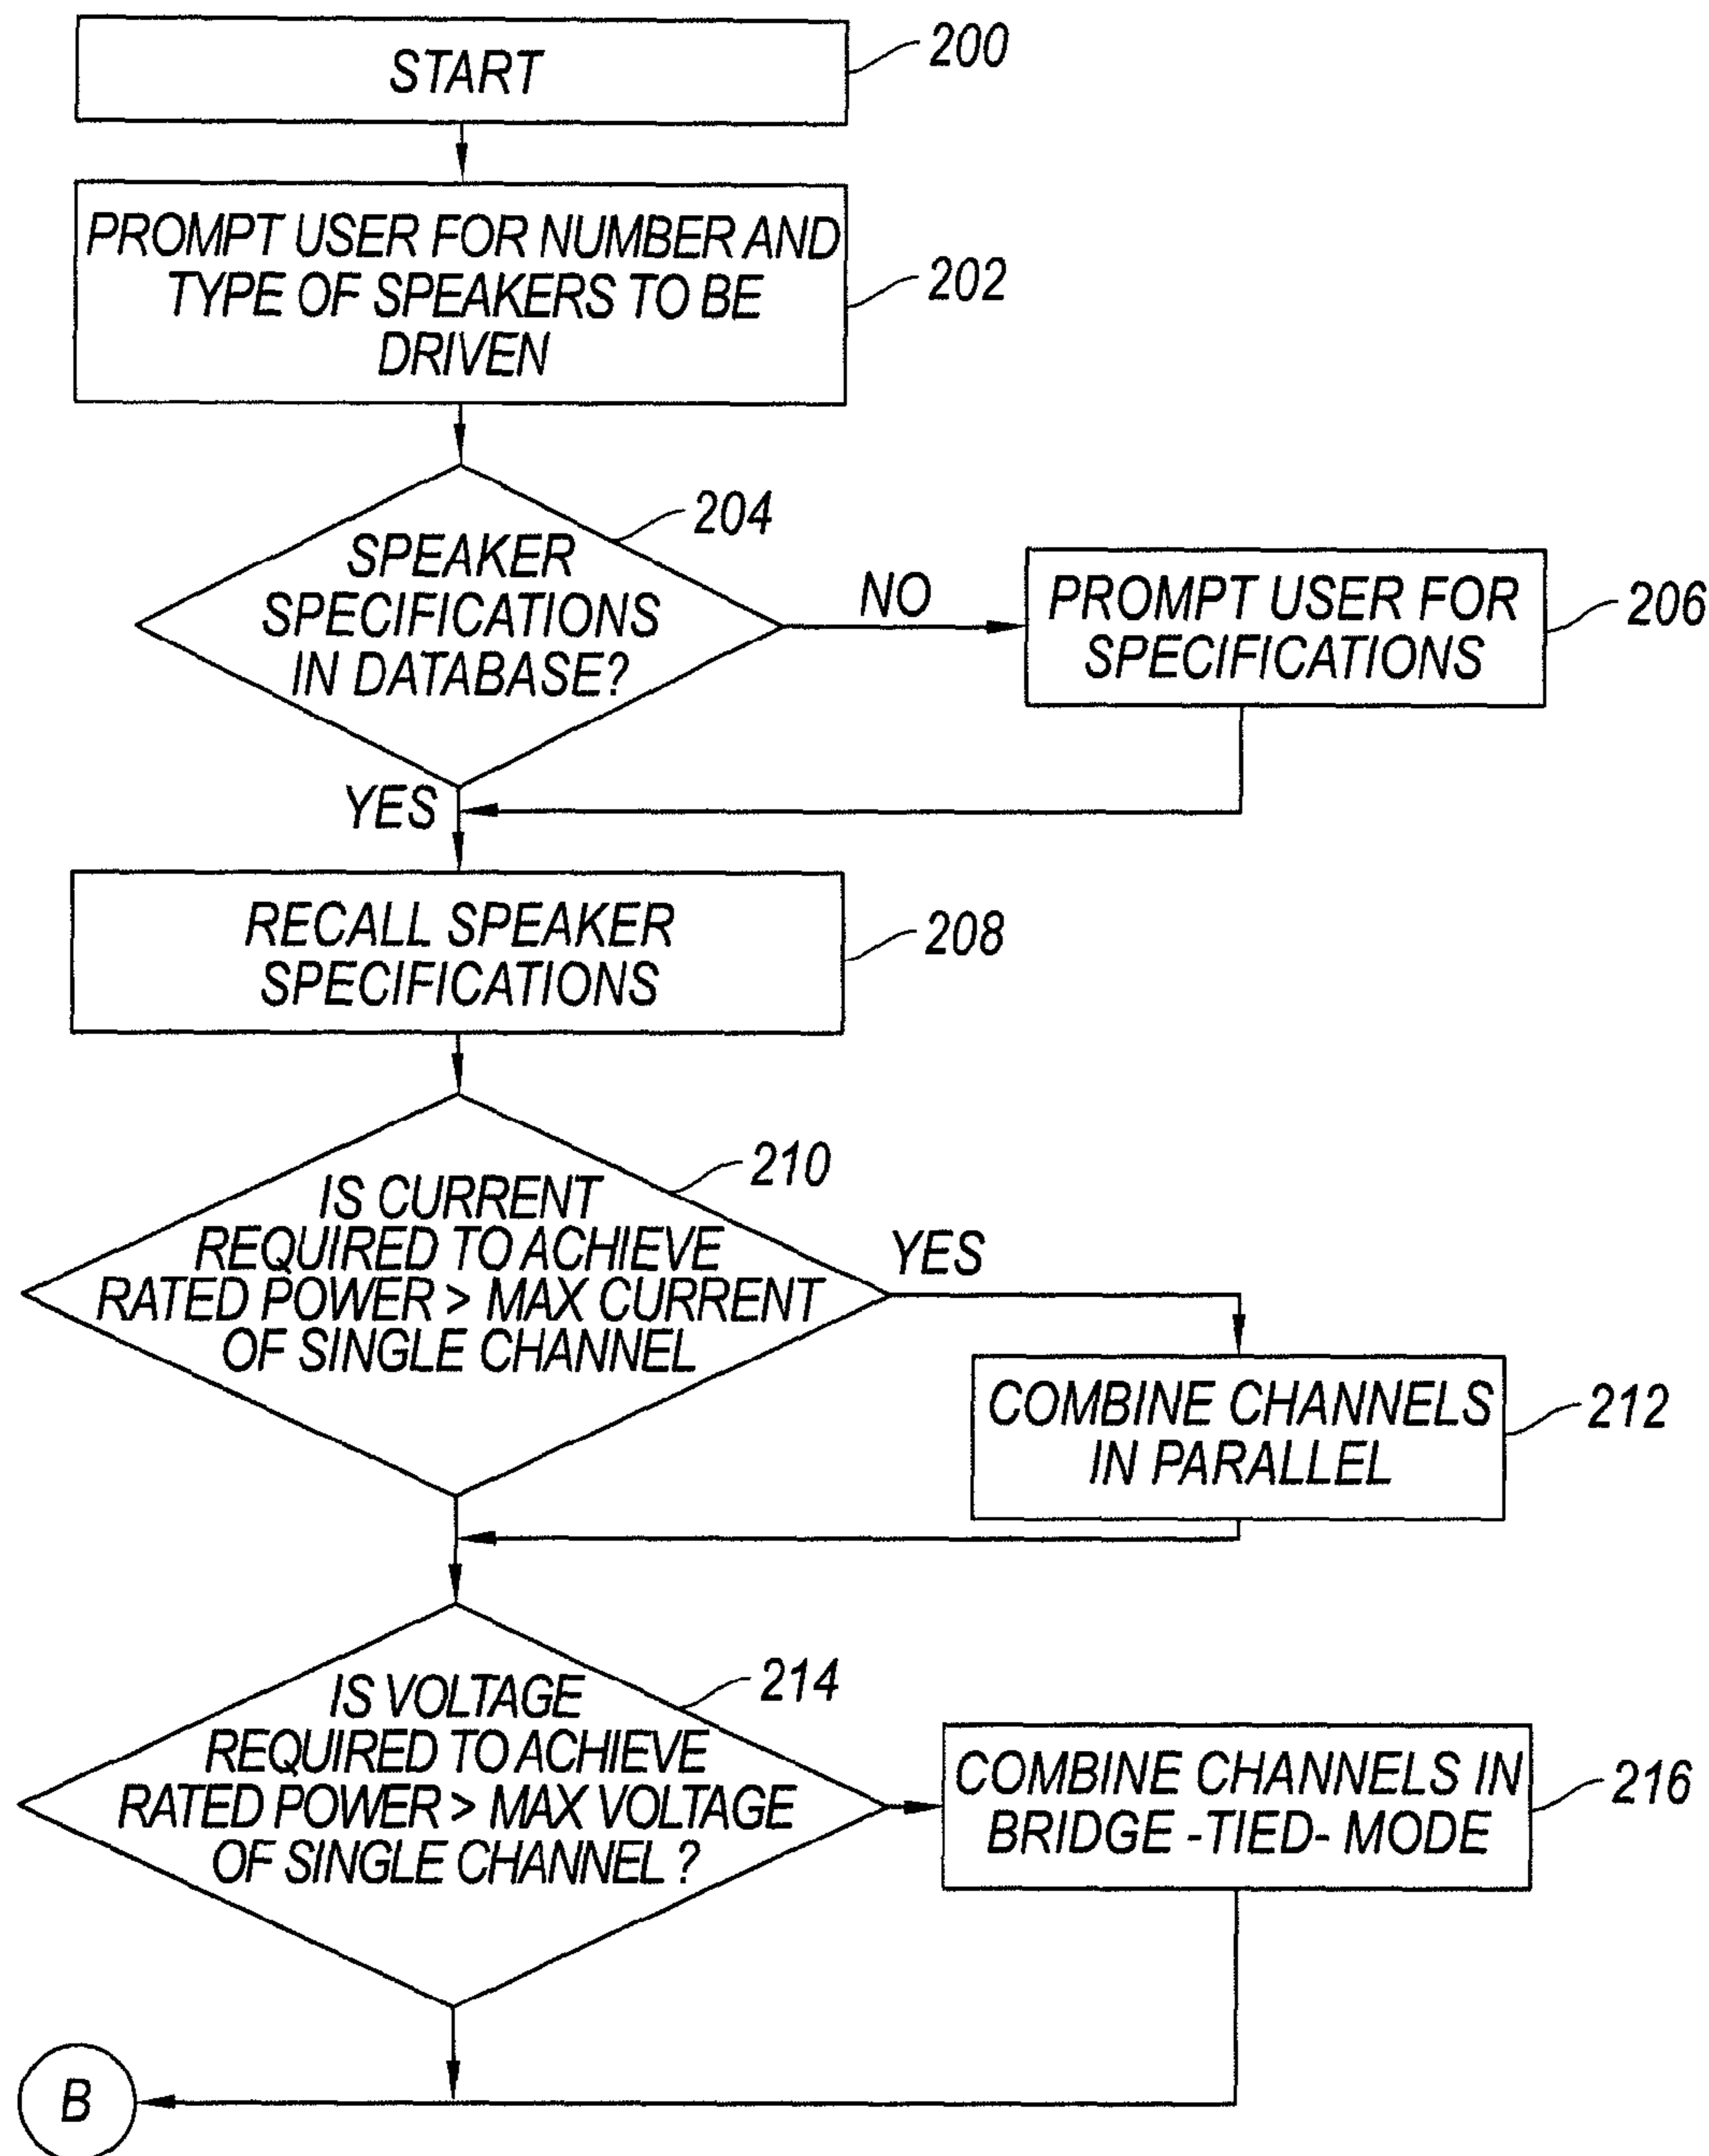 START
200
PROMPT USER FOR NUMBER AND
TYPE OF SPEAKERS TO BE
DRIVEN
202
SPEAKER
SPECIFICATIONS
IN DATABASE?
204
NO
PROMPT USER FOR
SPECIFICATIONS
206
YES
RECALL SPEAKER
SPECIFICATIONS
208
IS CURRENT
REQUIRED TO ACHIEVE
RATED POWER > MAX CURRENT
OF SINGLE CHANNEL
210
YES
COMBINE CHANNELS
IN PARALLEL
212
IS VOLTAGE
REQUIRED TO ACHIEVE
RATED POWER > MAX VOLTAGE
OF SINGLE CHANNEL ?
214
COMBINE CHANNELS IN
BRIDGE -TIED- MODE
216
B